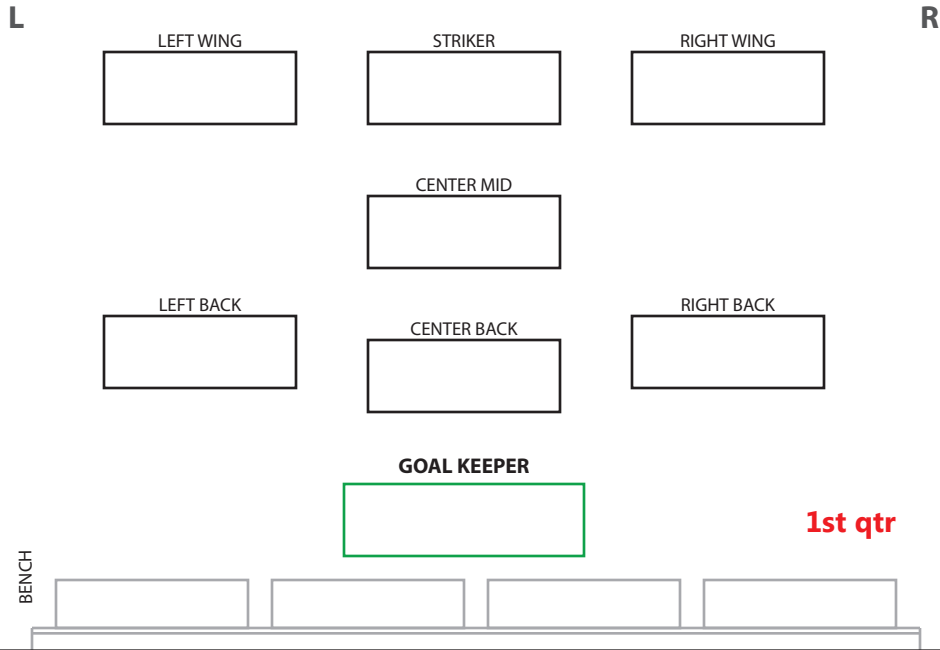 L
R
LEFT WING
STRIKER
RIGHT WING
CENTER MID
LEFT BACK
CENTER BACK
RIGHT BACK
GOAL KEEPER
1st qtr
BENCH